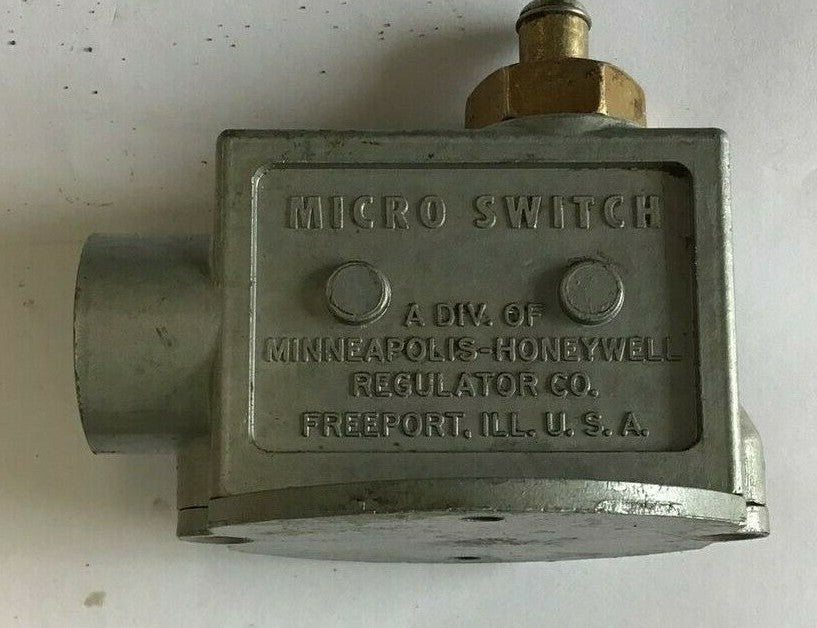 MICRO SWITCH
A DIV. OF
MINNEAPOLIS-HONEYWELL
REGULATOR CO.
FREEPORT, ILL. U. S. A.